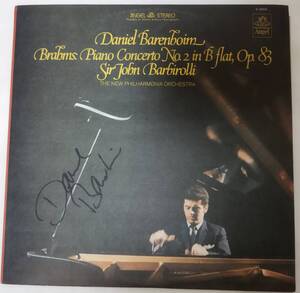 ANGEL STEREO
Angel
Daniel Barenboim
Brahms: Piano Concerto No. 2 in B flat, Op. 83
Sir John Barbirolli
THE NEW PHILHARMONIA ORCHESTRA